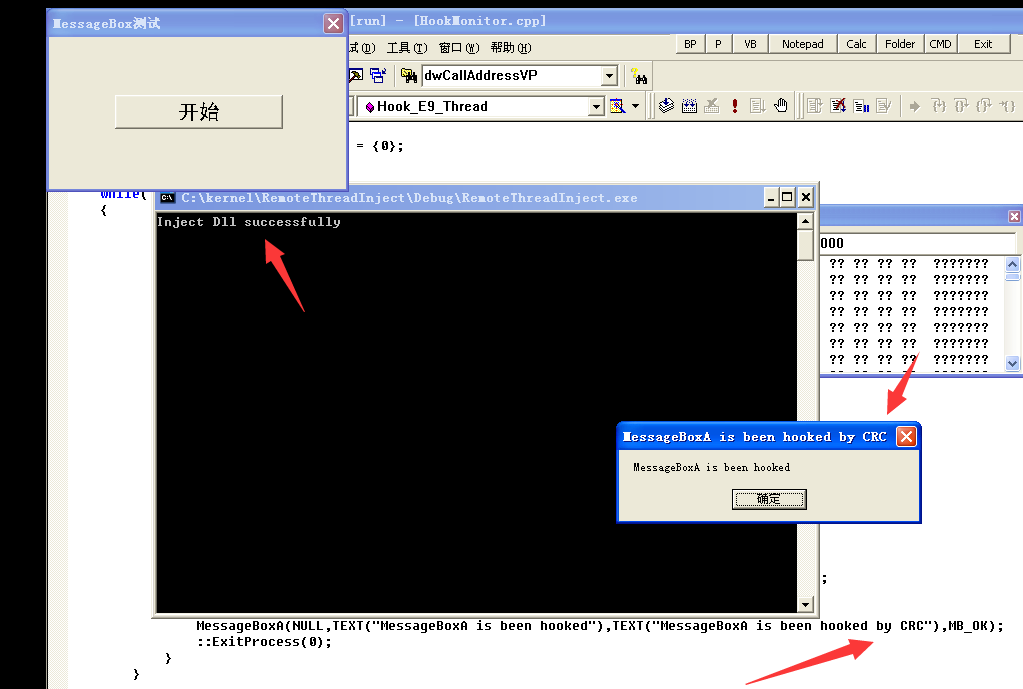 MessageBox测试
[run] - [HookMonitor.cpp]
试(D) 工具(T) 窗口(W) 帮助(H)
BP P VB Notepad Calc Folder CMD Exit
dwCallAddressVP
Hook_E9_Thread
开始
= {0};
while(
{
C:\kernel\RemoteThreadInject\Debug\RemoteThreadInject.exe
Inject Dll successfully
000
?? ?? ?? ?? ???????
?? ?? ?? ?? ???????
?? ?? ?? ?? ???????
?? ?? ?? ?? ???????
?? ?? ?? ?? ???????
?? ?? ?? ?? ???????
?? ?? ?? ?? ???????
MessageBoxA is been hooked by CRC
MessageBoxA is been hooked
确定
;
MessageBoxA(NULL,TEXT("MessageBoxA is been hooked"),TEXT("MessageBoxA is been hooked by CRC"),MB_OK);
::ExitProcess(0);
}
}